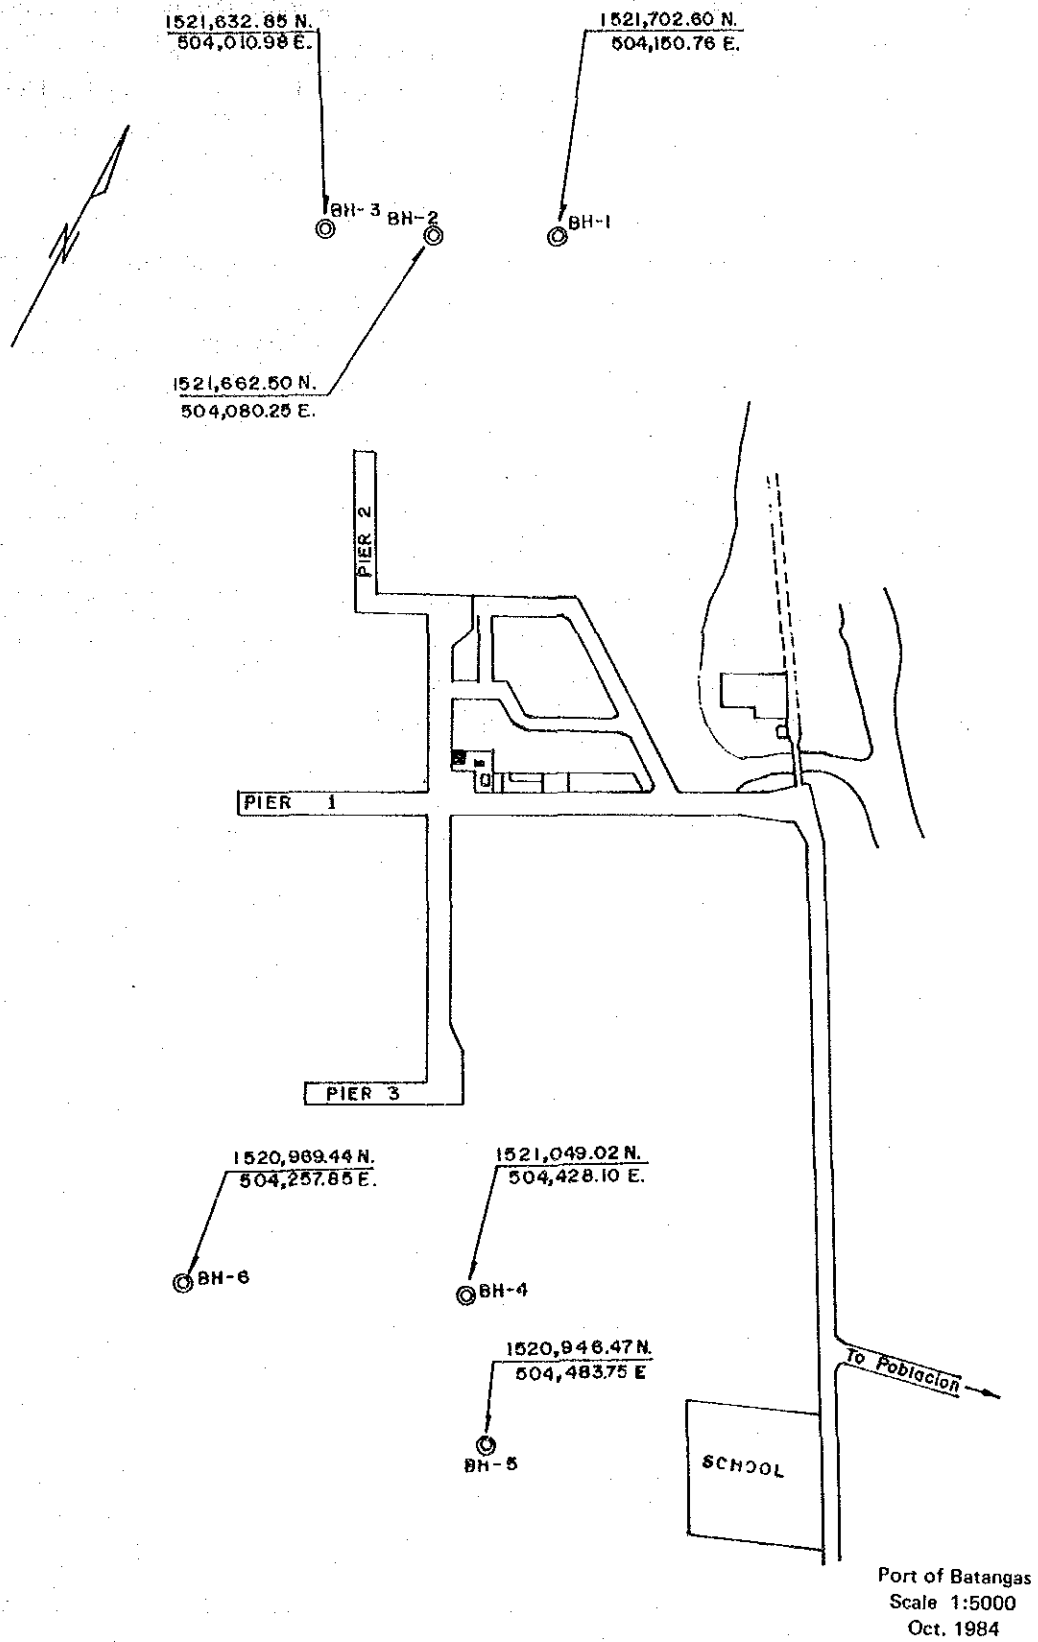 1521,632.85 N.
504,010.98 E.
1521,702.60 N.
504,150.76 E.
N
BH-3
BH-2
BH-1
1521,662.50 N.
504,080.25 E.
PIER 2
PIER 1
PIER 3
1520,969.44 N.
504,257.85 E.
1521,049.02 N.
504,428.10 E.
BH-6
BH-4
1520,946.47 N.
504,483.75 E
To Poblacion
BH-5
SCHOOL
Port of Batangas
Scale 1:5000
Oct. 1984